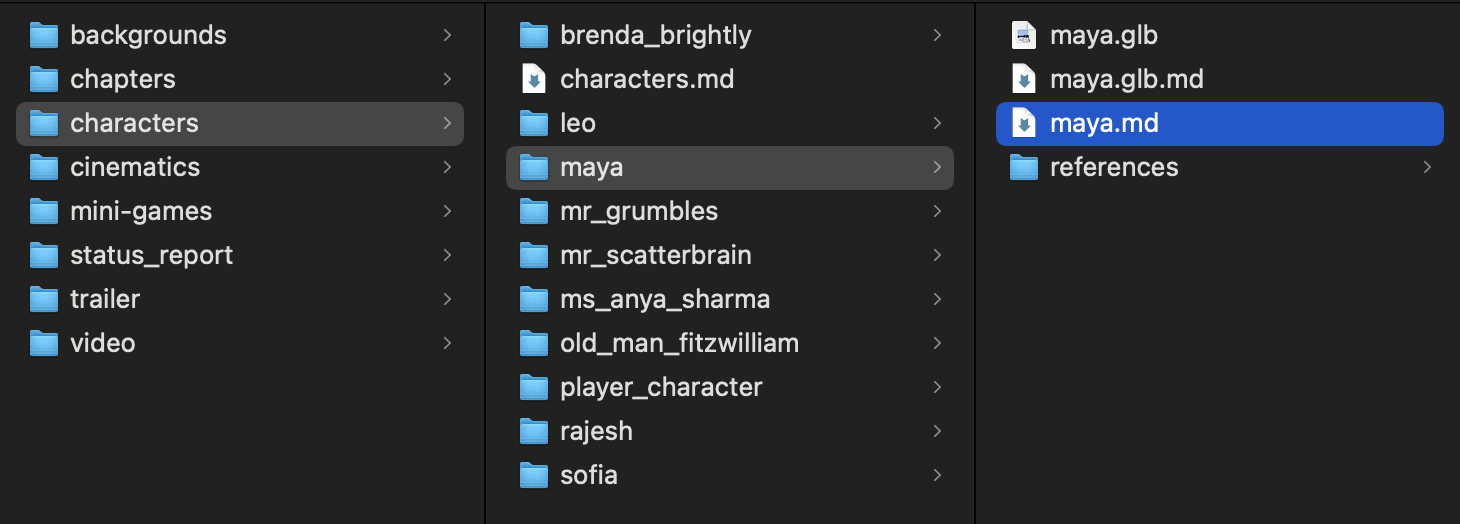 backgrounds
chapters
characters
cinematics
mini-games
status_report
trailer
video
brenda_brightly
characters.md
leo
maya
mr_grumbles
mr_scatterbrain
ms_anya_sharma
old_man_fitzwilliam
player_character
rajesh
sofia
maya.glb
maya.glb.md
maya.md
references